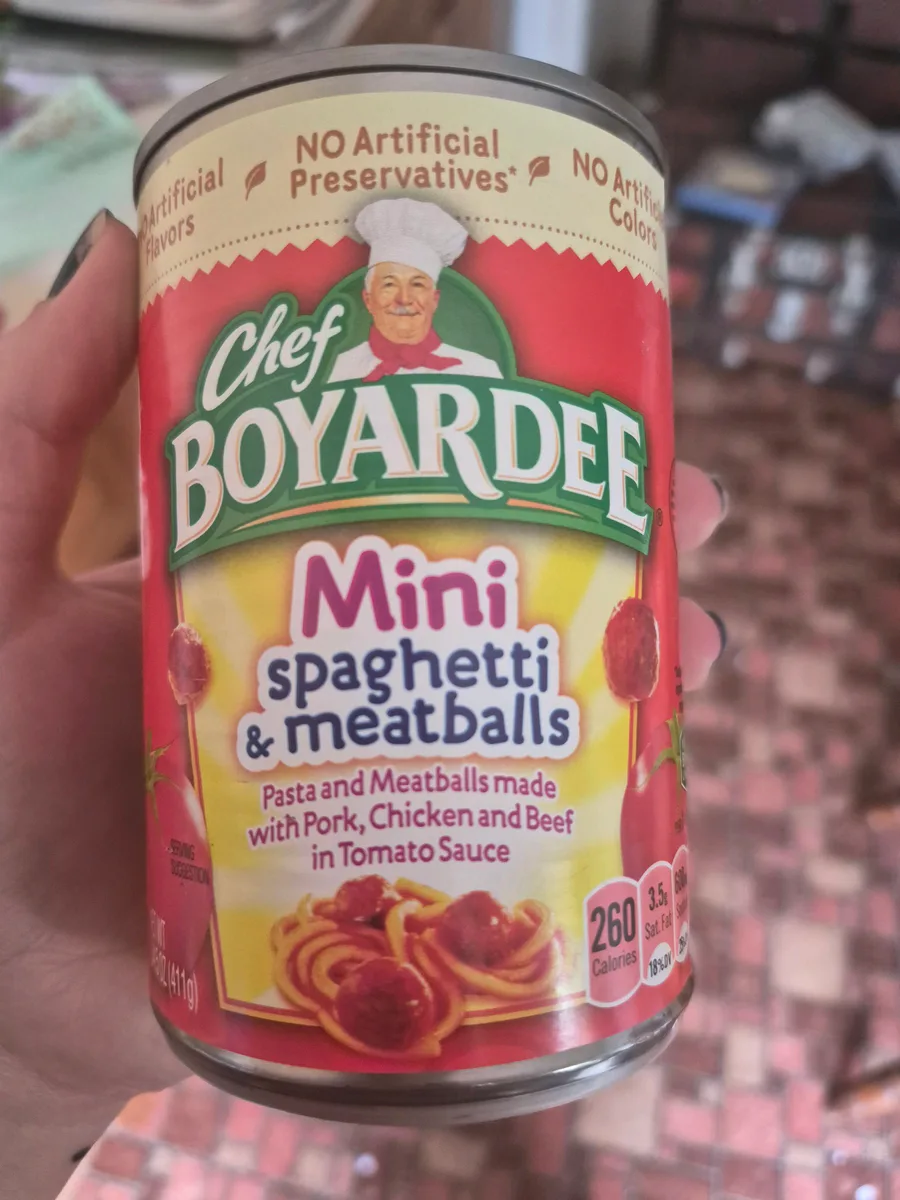 Artificial
Flavors
NO Artificial
Preservatives*
NO Artific
Colors
Chef
BOYARDEE
®
Mini
spaghetti
& meatballs
Pasta and Meatballs made
with Pork, Chicken and Beef
in Tomato Sauce
SERVING
SUGGESTION
(411g)
260
Calories
3.5g
Sat. Fat
18% DV